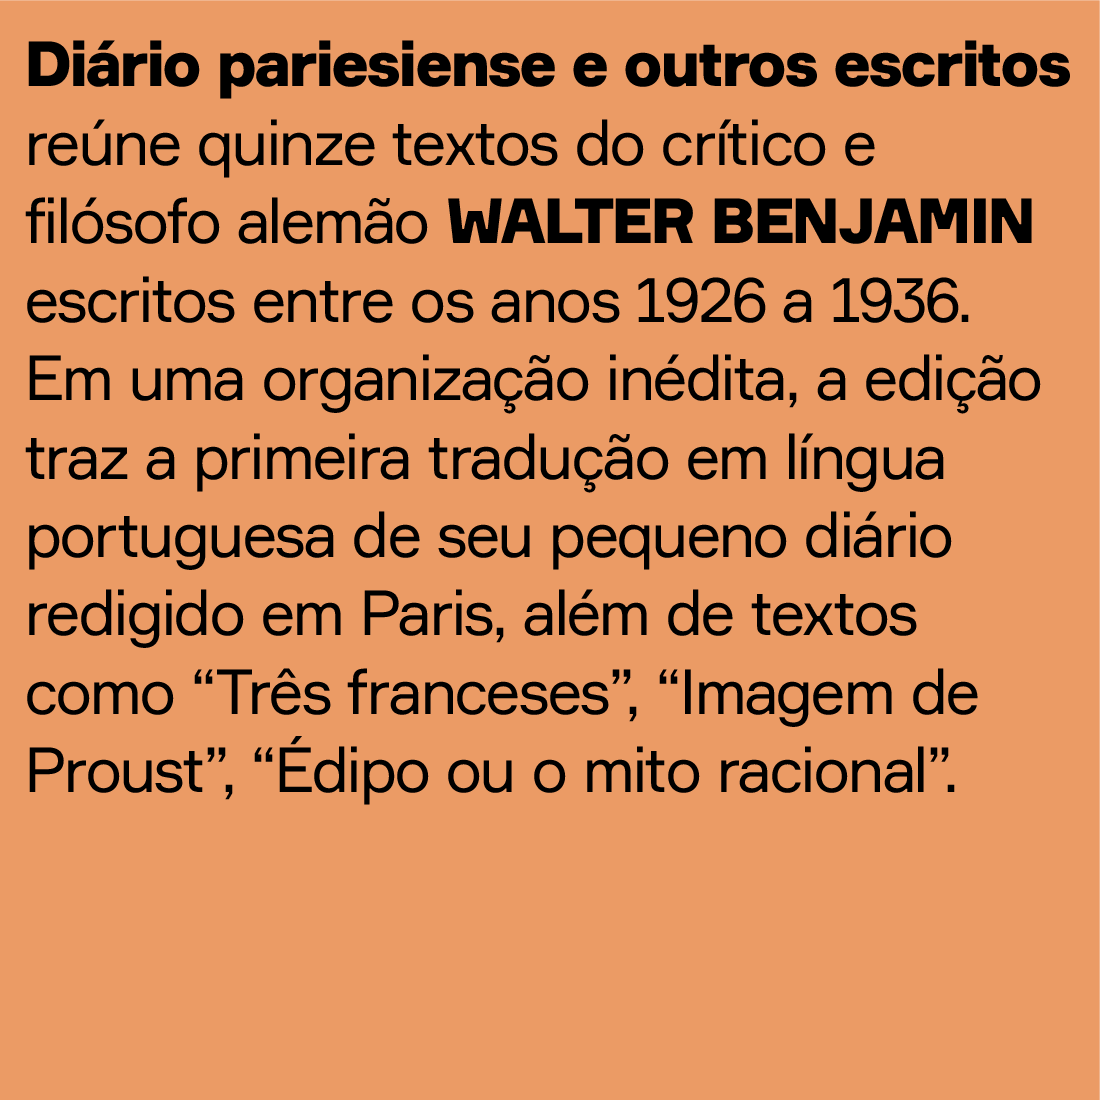 Diário pariesiense e outros escritos
reúne quinze textos do crítico e
filósofo alemão WALTER BENJAMIN
escritos entre os anos 1926 a 1936.
Em uma organização inédita, a edição
traz a primeira tradução em língua
portuguesa de seu pequeno diário
redigido em Paris, além de textos
como “Três franceses”, “Imagem de
Proust”, “Édipo ou o mito racional”.